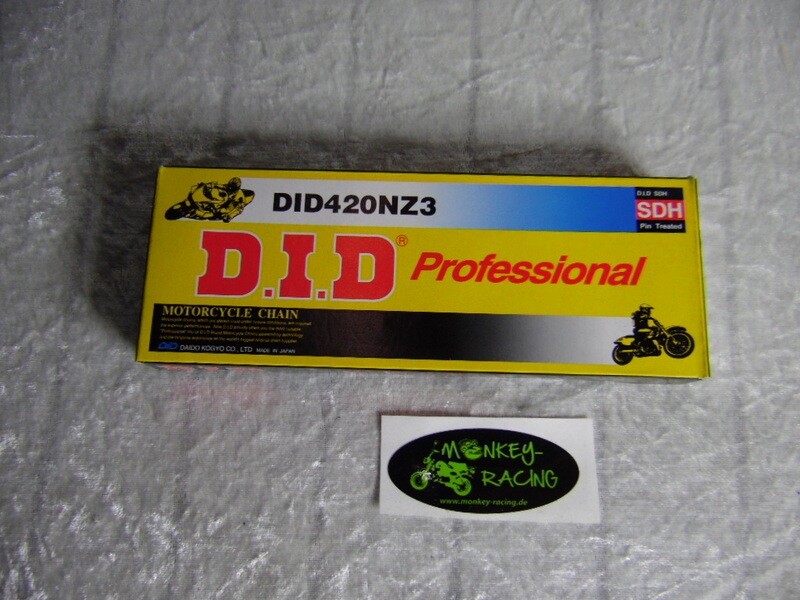 DID420NZ3
D.I.D SDH
SDH
Pin Treated
D.I.D® Professional
MOTORCYCLE CHAIN
DID DAIDO KOGYO CO., LTD MADE IN JAPAN
MONKEY-
RACING
www.monkey-racing.de